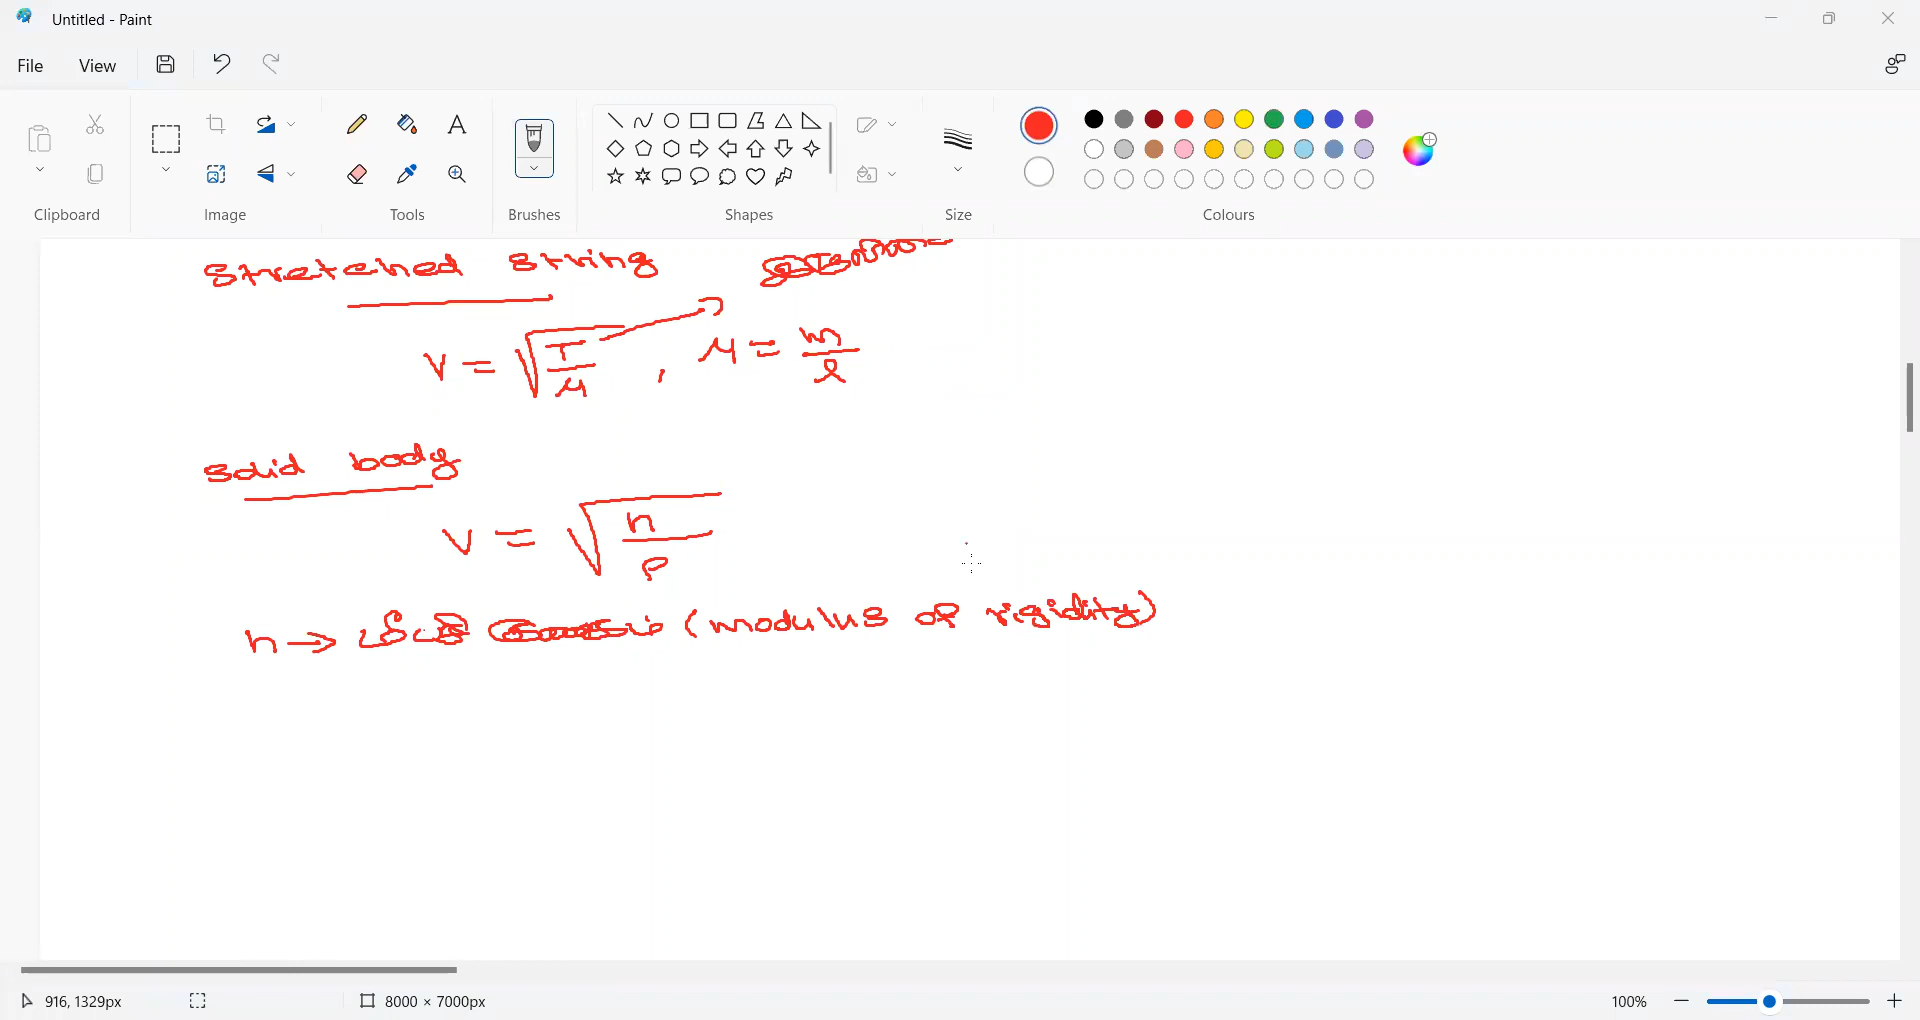 Untitled - Paint
File View
Clipboard
Image
Tools
Brushes
Shapes
Size
Colours
stretched string
V = √T/μ , μ = m/l
solid body
V = √n/ρ
n → (modulus of rigidity)
916, 1329px
8000 × 7000px
100%